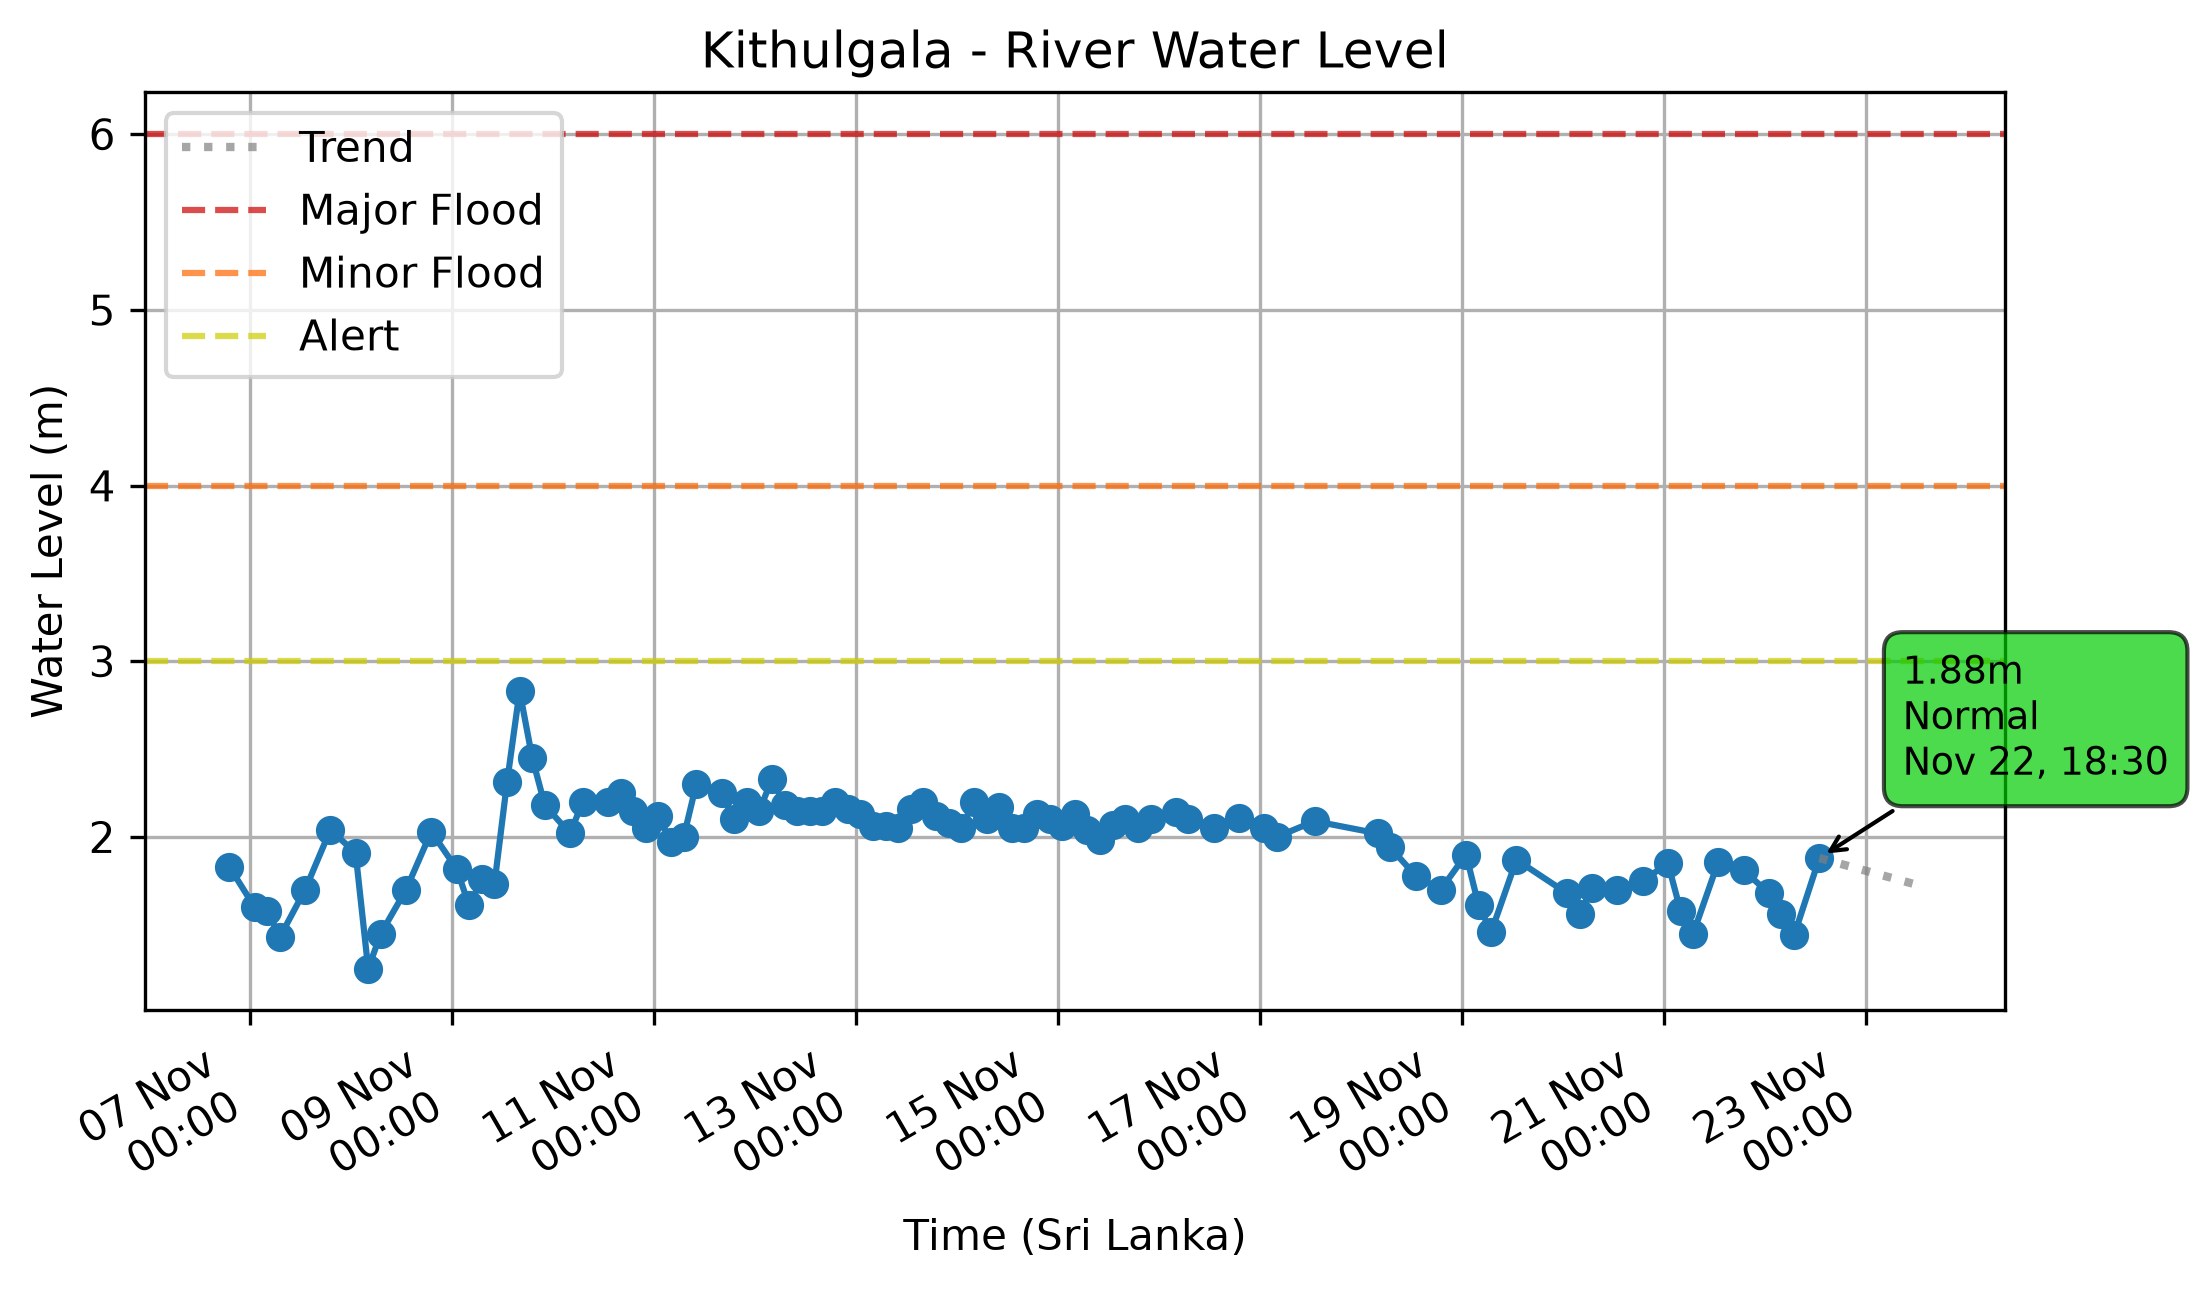 Kithulgala - River Water Level
Trend
Major Flood
Minor Flood
Alert
6
5
4
3
2
Water Level (m)
1.88m
Normal
Nov 22, 18:30
07 Nov
00:00
09 Nov
00:00
11 Nov
00:00
13 Nov
00:00
15 Nov
00:00
17 Nov
00:00
19 Nov
00:00
21 Nov
00:00
23 Nov
00:00
Time (Sri Lanka)